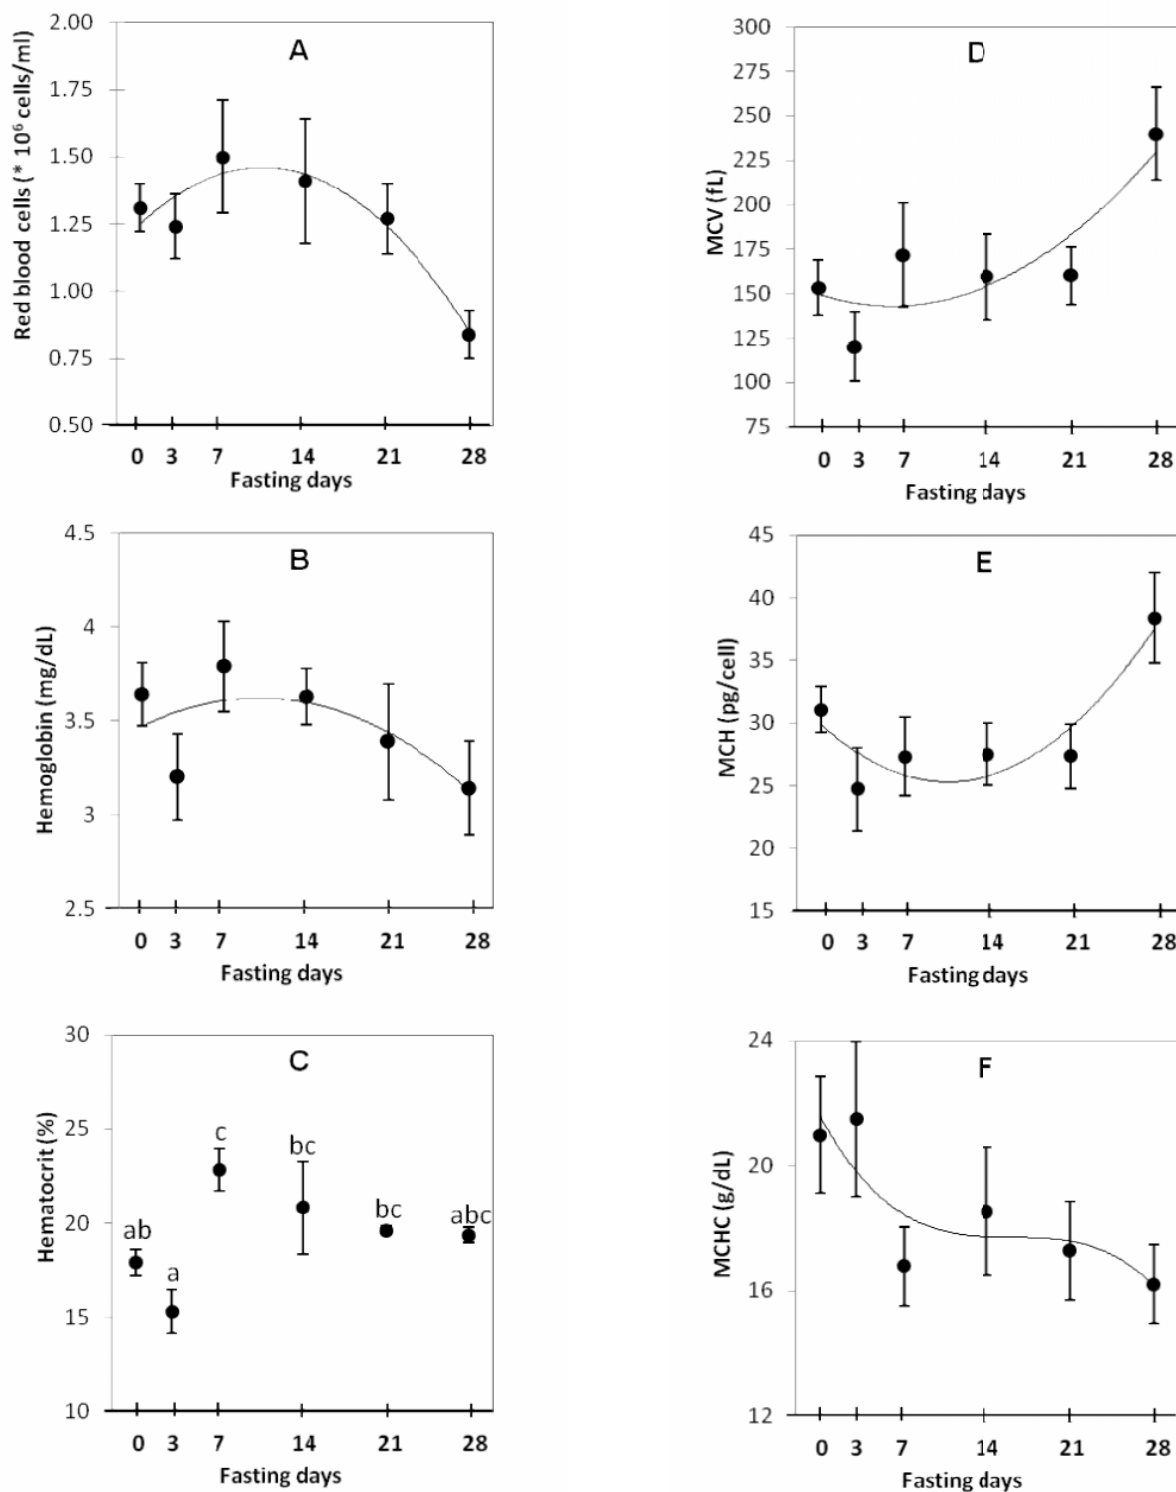 A
Red blood cells (* 10⁶ cells/ml)
2.00
1.75
1.50
1.25
1.00
0.75
0.50
0 3 7 14 21 28
Fasting days
D
MCV (fL)
300
275
250
225
200
175
150
125
100
75
0 3 7 14 21 28
Fasting days
B
Hemoglobin (mg/dL)
4.5
4
3.5
3
2.5
0 3 7 14 21 28
Fasting days
E
MCH (pg/cell)
45
40
35
30
25
20
15
0 3 7 14 21 28
Fasting days
C
Hematocrit (%)
30
25
20
15
10
ab
a
c
bc
bc
abc
0 3 7 14 21 28
Fasting days
F
MCHC (g/dL)
24
20
16
12
0 3 7 14 21 28
Fasting days